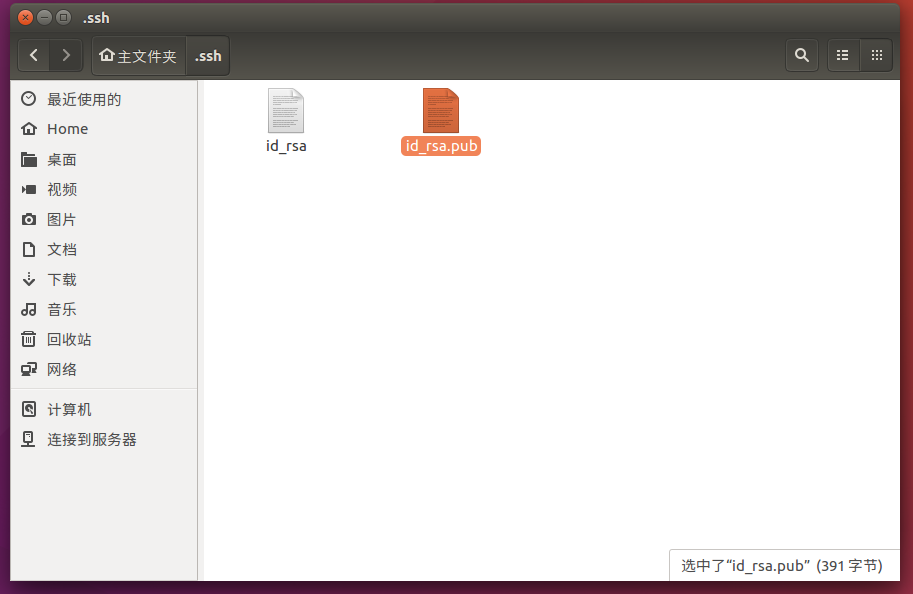 .ssh
主文件夹 .ssh
最近使用的
Home
桌面
视频
图片
文档
下载
音乐
回收站
网络
计算机
连接到服务器
id_rsa
id_rsa.pub
选中了“id_rsa.pub” (391 字节)